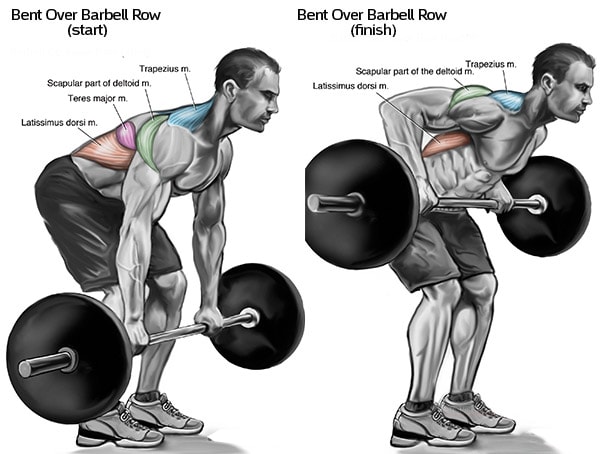 Bent Over Barbell Row
(start)
Trapezius m.
Scapular part of deltoid m.
Teres major m.
Latissimus dorsi m.
Bent Over Barbell Row
(finish)
Trapezius m.
Scapular part of the deltoid m.
Latissimus dorsi m.